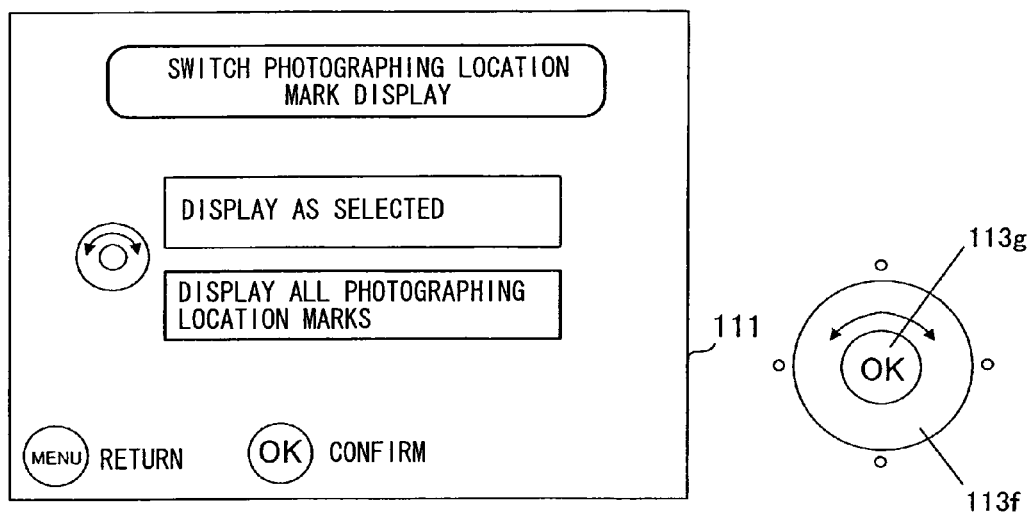 SWITCH PHOTOGRAPHING LOCATION
MARK DISPLAY
DISPLAY AS SELECTED
DISPLAY ALL PHOTOGRAPHING
LOCATION MARKS
MENU RETURN
OK CONFIRM
111
113g
OK
113f